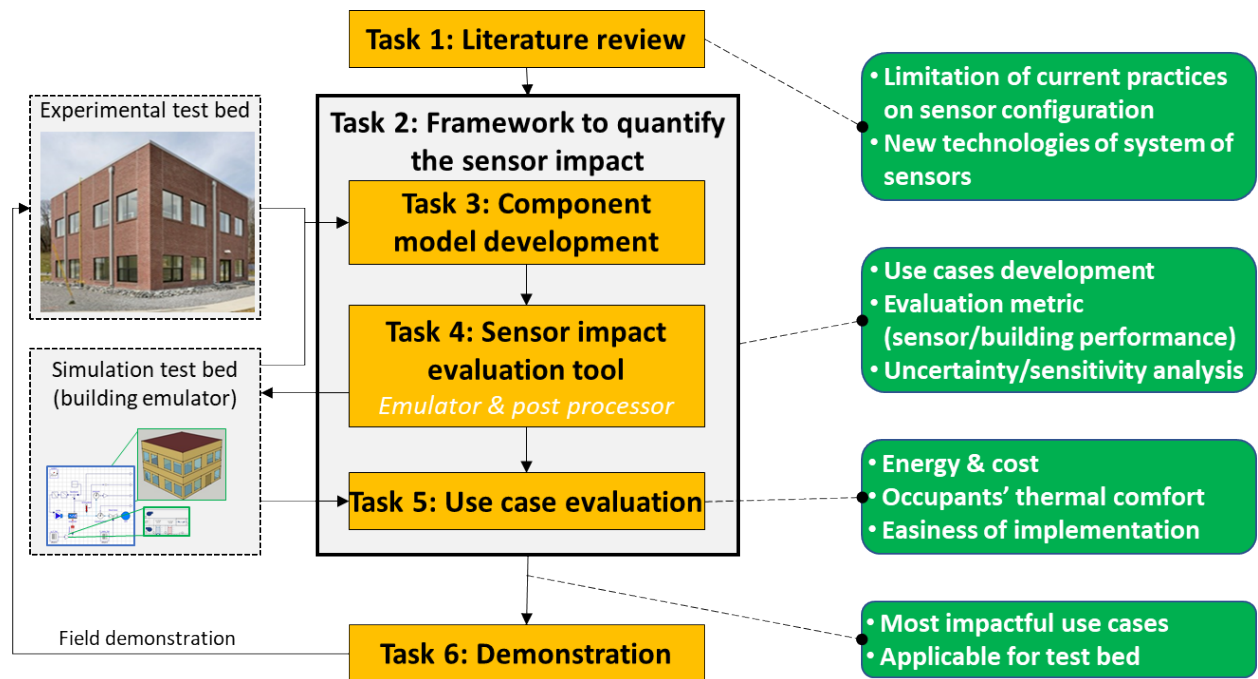 Task 1: Literature review
Experimental test bed
Task 2: Framework to quantify
the sensor impact
Task 3: Component
model development
Task 4: Sensor impact
evaluation tool
Emulator & post processor
Simulation test bed
(building emulator)
Task 5: Use case evaluation
Field demonstration
Task 6: Demonstration
• Limitation of current practices
on sensor configuration
• New technologies of system of
sensors
• Use cases development
• Evaluation metric
(sensor/building performance)
• Uncertainty/sensitivity analysis
• Energy & cost
• Occupants’ thermal comfort
• Easiness of implementation
• Most impactful use cases
• Applicable for test bed